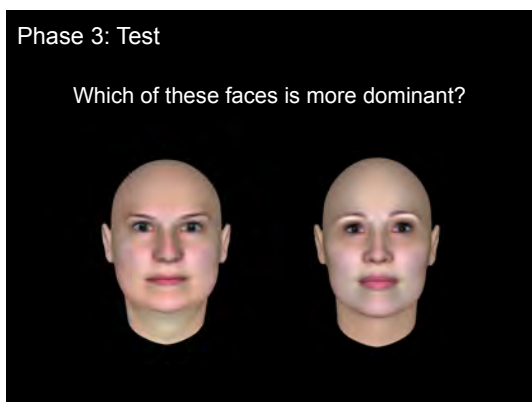 Phase 3: Test
Which of these faces is more dominant?